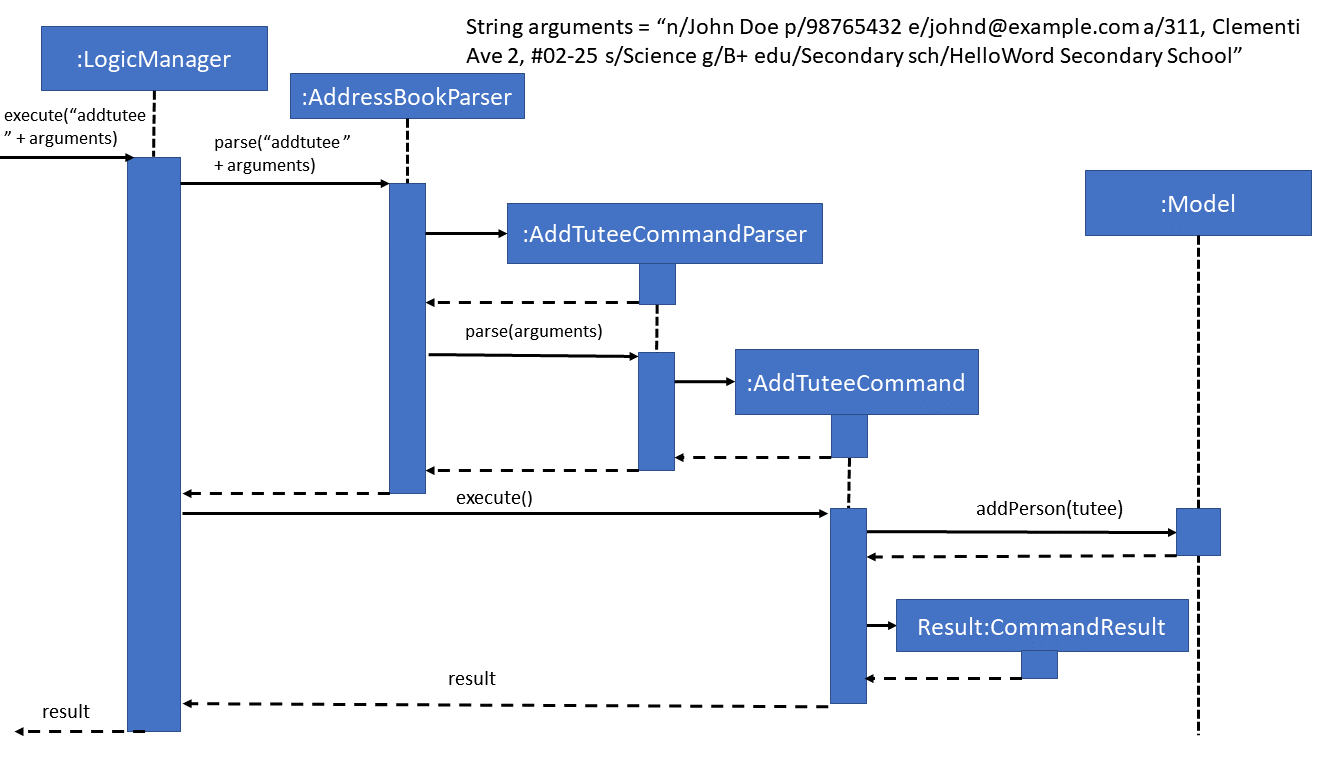 String arguments = “n/John Doe p/98765432 e/johnd@example.com a/311, Clementi
Ave 2, #02-25 s/Science g/B+ edu/Secondary sch/HelloWord Secondary School”
:LogicManager
:AddressBookParser
execute(“addtutee
” + arguments)
parse(“addtutee ”
+ arguments)
:Model
:AddTuteeCommandParser
parse(arguments)
:AddTuteeCommand
execute()
addPerson(tutee)
Result:CommandResult
result
result